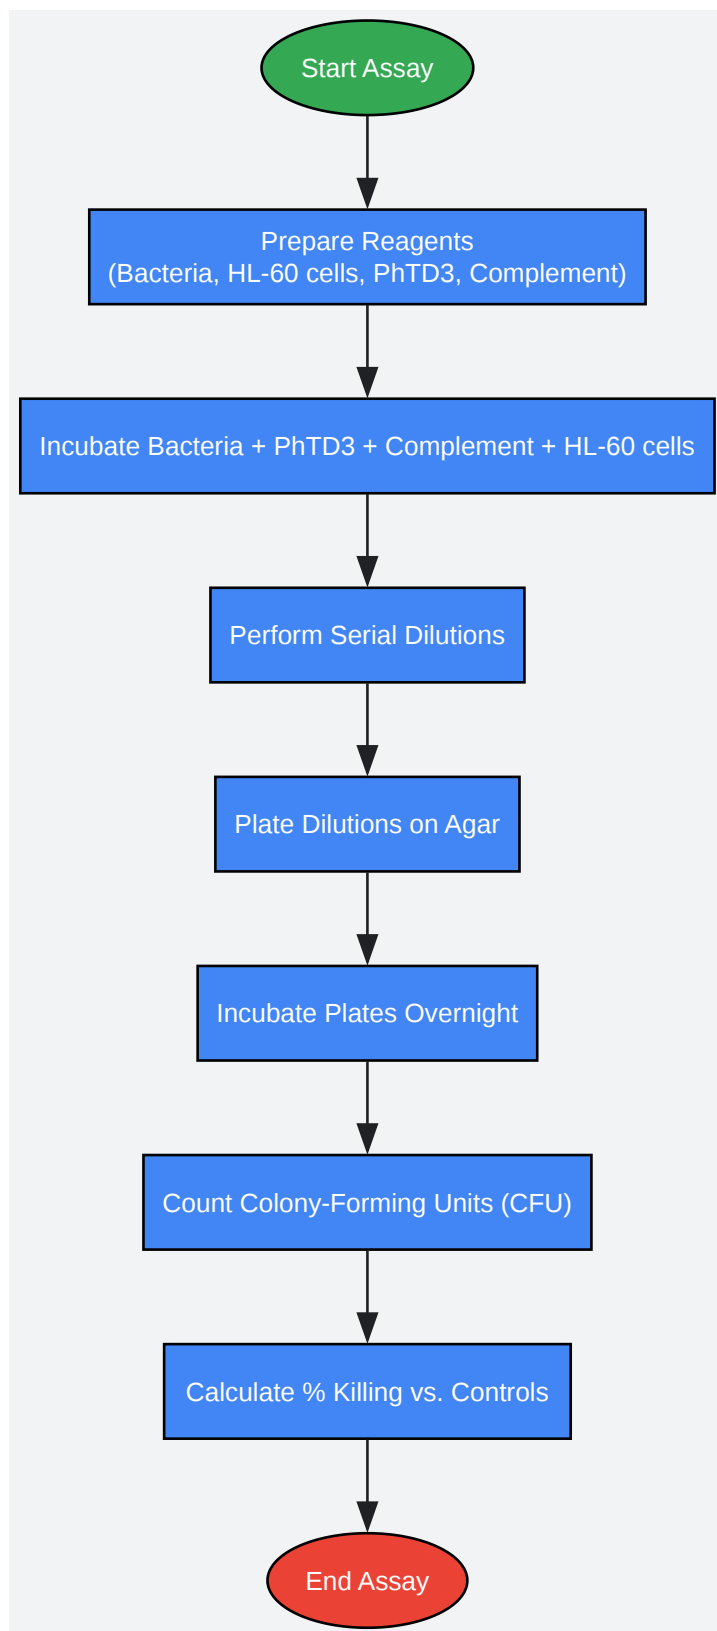 Start Assay
Prepare Reagents
(Bacteria, HL-60 cells, PhTD3, Complement)
Incubate Bacteria + PhTD3 + Complement + HL-60 cells
Perform Serial Dilutions
Plate Dilutions on Agar
Incubate Plates Overnight
Count Colony-Forming Units (CFU)
Calculate % Killing vs. Controls
End Assay